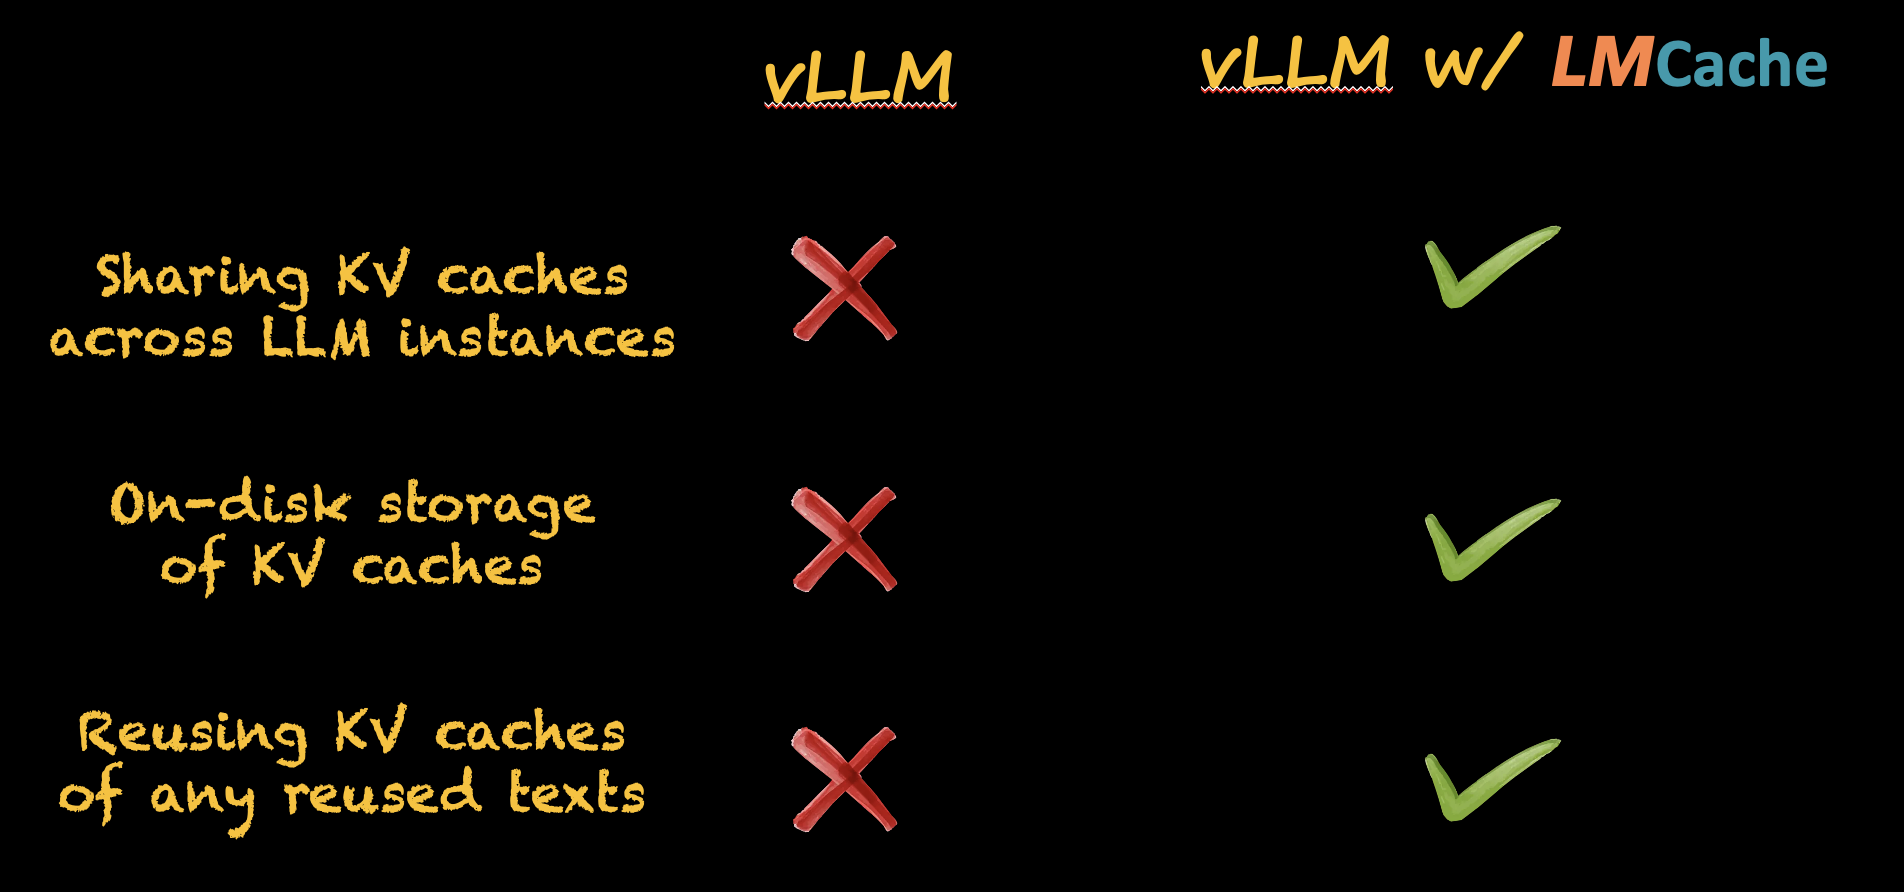 vLLM
vLLM w/ LMCache
Sharing KV caches
across LLM instances
On-disk storage
of KV caches
Reusing KV caches
of any reused texts